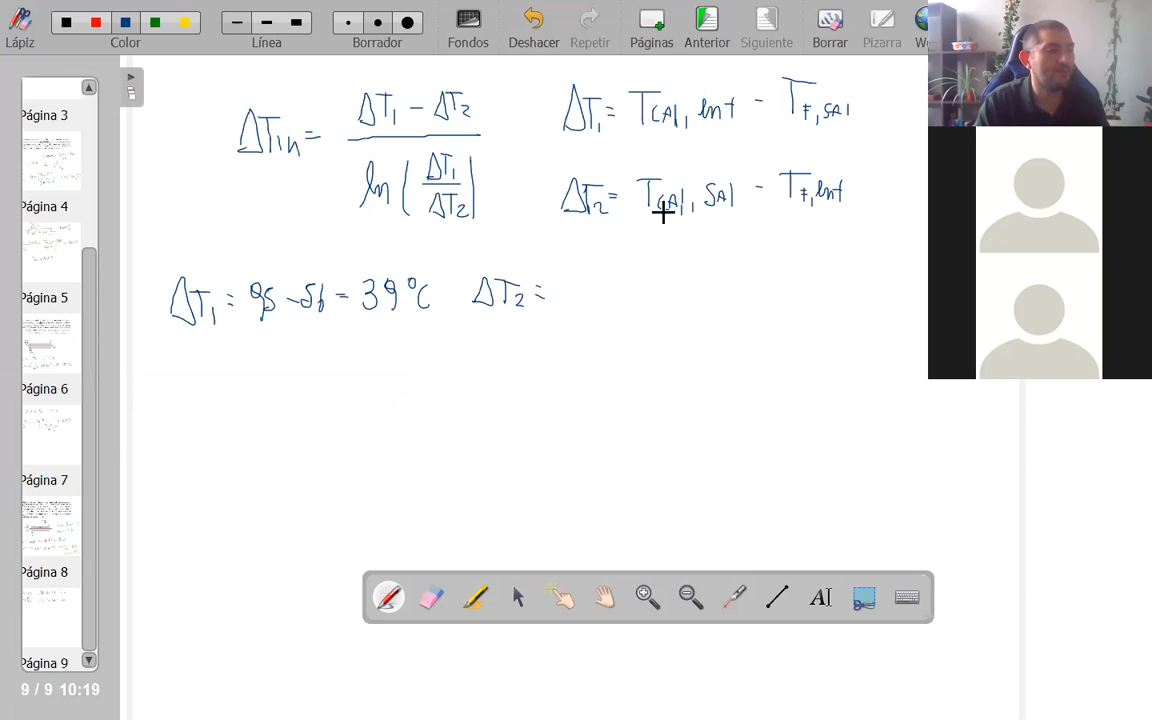 Lápiz Color Línea Borrador Fondos Deshacer Repetir Páginas Anterior Siguiente Borrar Pizarra
Página 3
Página 4
Página 5
Página 6
Página 7
Página 8
Página 9
9 / 9 10:19
ΔT1n = (ΔT1 - ΔT2) / ln(ΔT1/ΔT2)
ΔT1 = TCAl, ent - TF, SAl
ΔT2 = TCAl, SAl - TF, ent
ΔT1 = 95 - 56 = 39°C ΔT2 =
AI